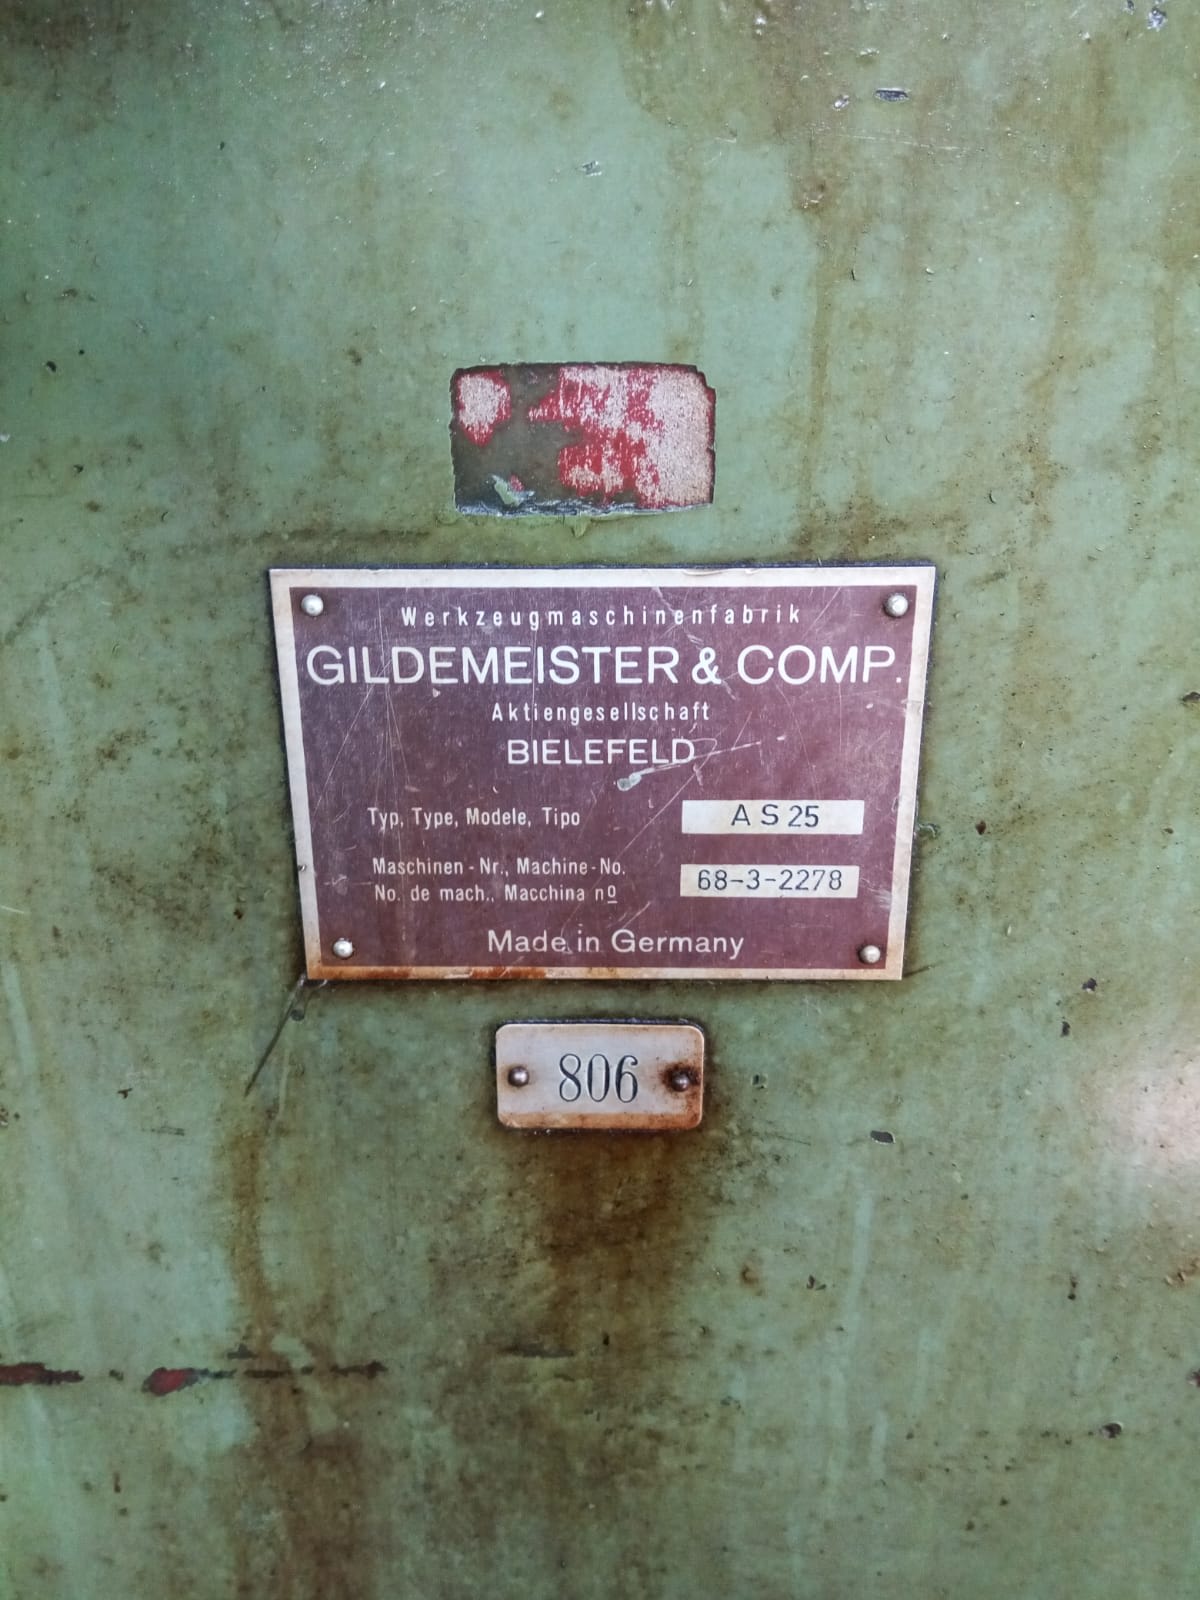 Werkzeugmaschinenfabrik
GILDEMEISTER & COMP.
Aktiengesellschaft
BIELEFELD
Typ, Type, Modele, Tipo
A S 25
Maschinen - Nr., Machine - No.
No. de mach., Macchina nº
68-3-2278
Made in Germany
806